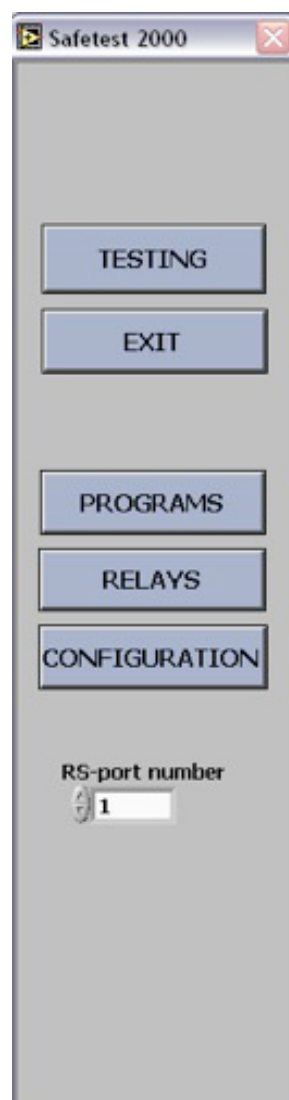 Safetest 2000
TESTING
EXIT
PROGRAMS
RELAYS
CONFIGURATION
RS-port number
1